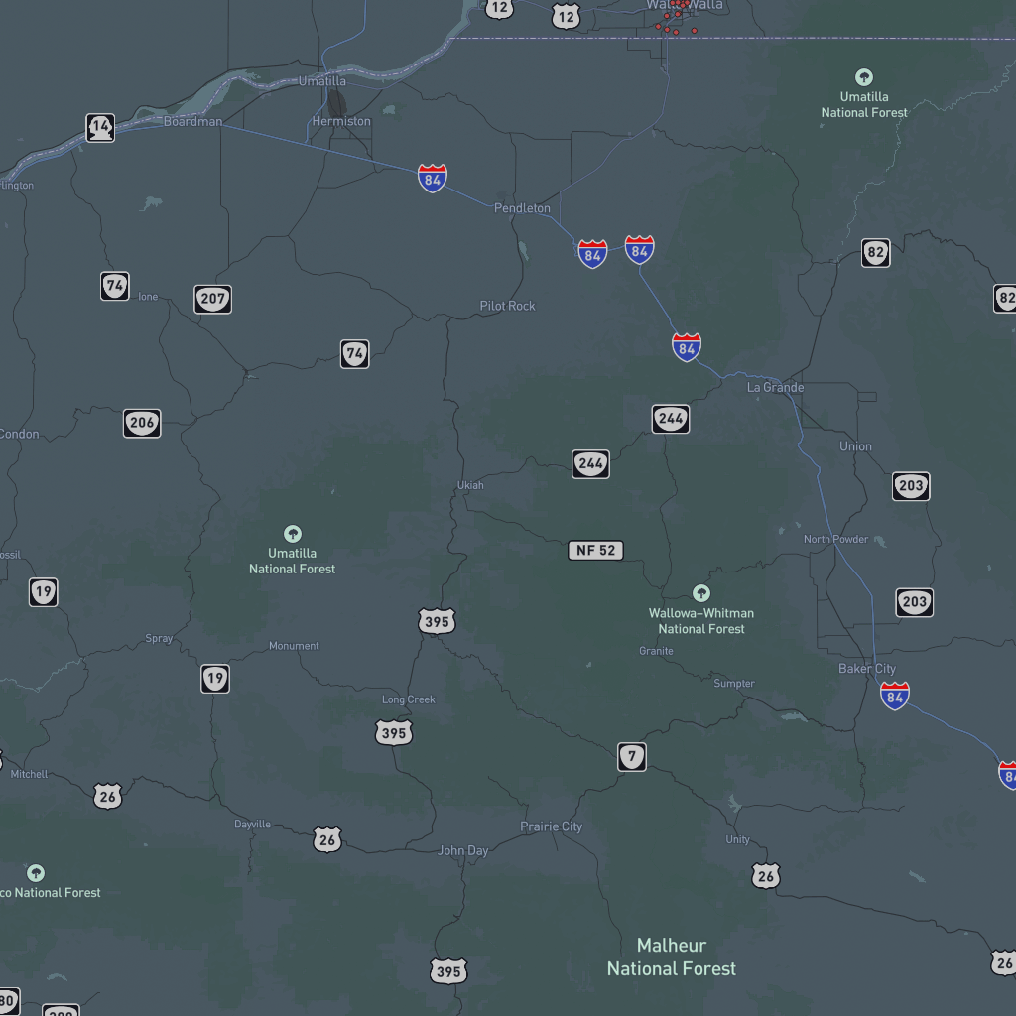 12
12
Walla Walla
Umatilla
National Forest
Umatilla
14
Boardman
Hermiston
84
lington
Pendleton
84
84
82
74
Ione
207
82
Pilot Rock
84
74
La Grande
206
244
Condon
Union
244
Ukiah
203
Umatilla
National Forest
North Powder
NF 52
ossil
19
Wallowa-Whitman
National Forest
203
395
Spray
Monument
Granite
Baker City
19
Sumpter
84
Long Creek
395
7
Mitchell
84
26
Dayville
Prairie City
26
John Day
Unity
26
co National Forest
Malheur
National Forest
395
26